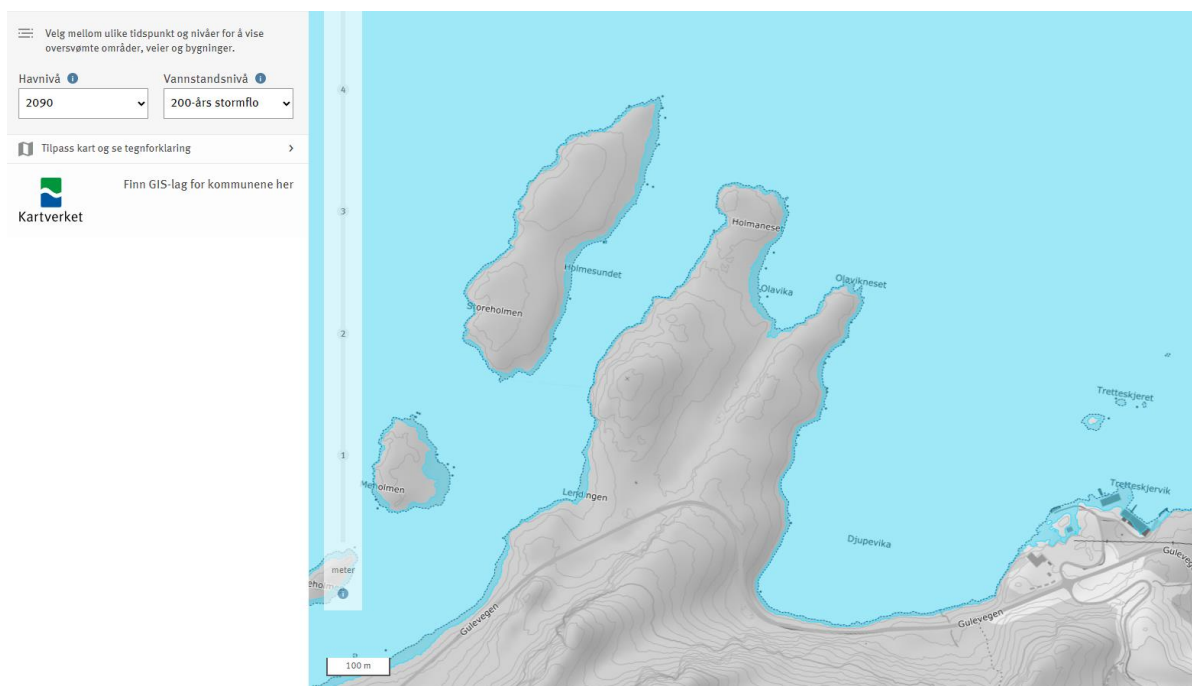 Velg mellom ulike tidspunkt og nivåer for å vise
oversvømte områder, veier og bygninger.
Havnivå
Vannstandsnivå
2090
200-års stormflo
Tilpass kart og se tegnforklaring
Finn GIS-lag for kommunene her
Kartverket
4
3
2
1
meter
Holmaneset
Holmesundet
Olavika
Olavikneset
Storeholmen
Tretteskjeret
Lendingen
Tretteskjervik
Djupevika
Gulevegen
Gulevegen
100 m